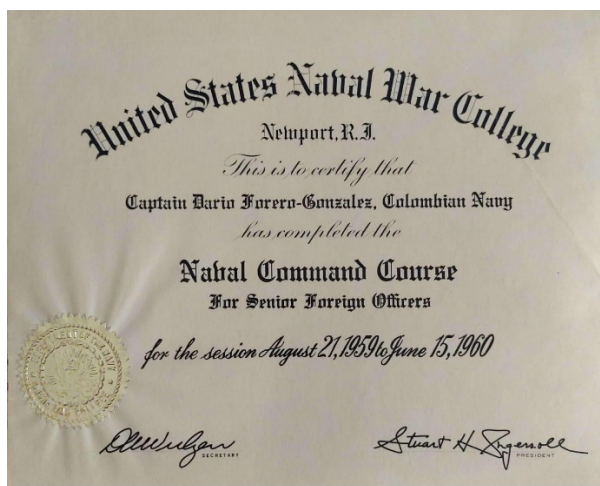 United States Naval War College
Newport, R.I.
This is to certify that
Captain Dario Forero-Gonzalez, Colombian Navy
has completed the
Naval Command Course
For Senior Foreign Officers
for the session August 21, 1959 to June 15, 1960
Stuart H. Ingersoll
SECRETARY
PRESIDENT